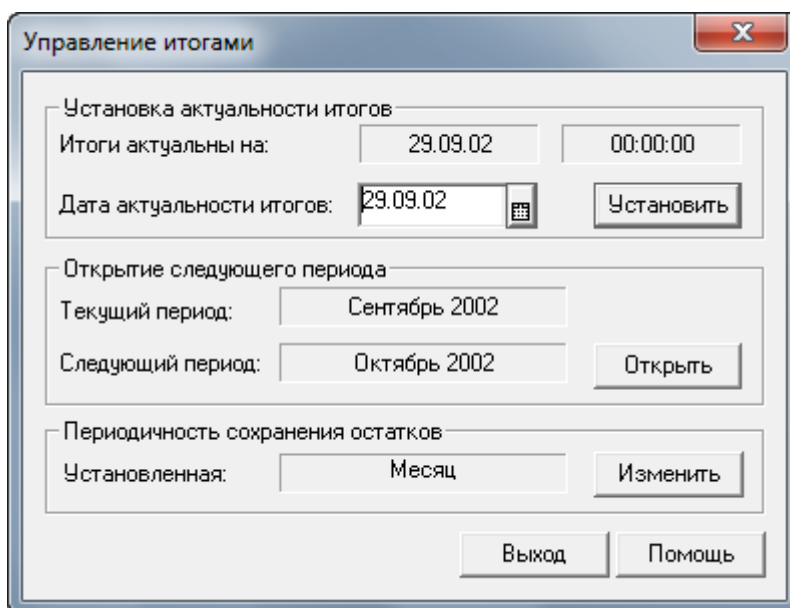 Управление итогами
Установка актуальности итогов
Итоги актуальны на: 29.09.02 00:00:00
Дата актуальности итогов: 29.09.02 Установить
Открытие следующего периода
Текущий период: Сентябрь 2002
Следующий период: Октябрь 2002 Открыть
Периодичность сохранения остатков
Установленная: Месяц Изменить
Выход Помощь